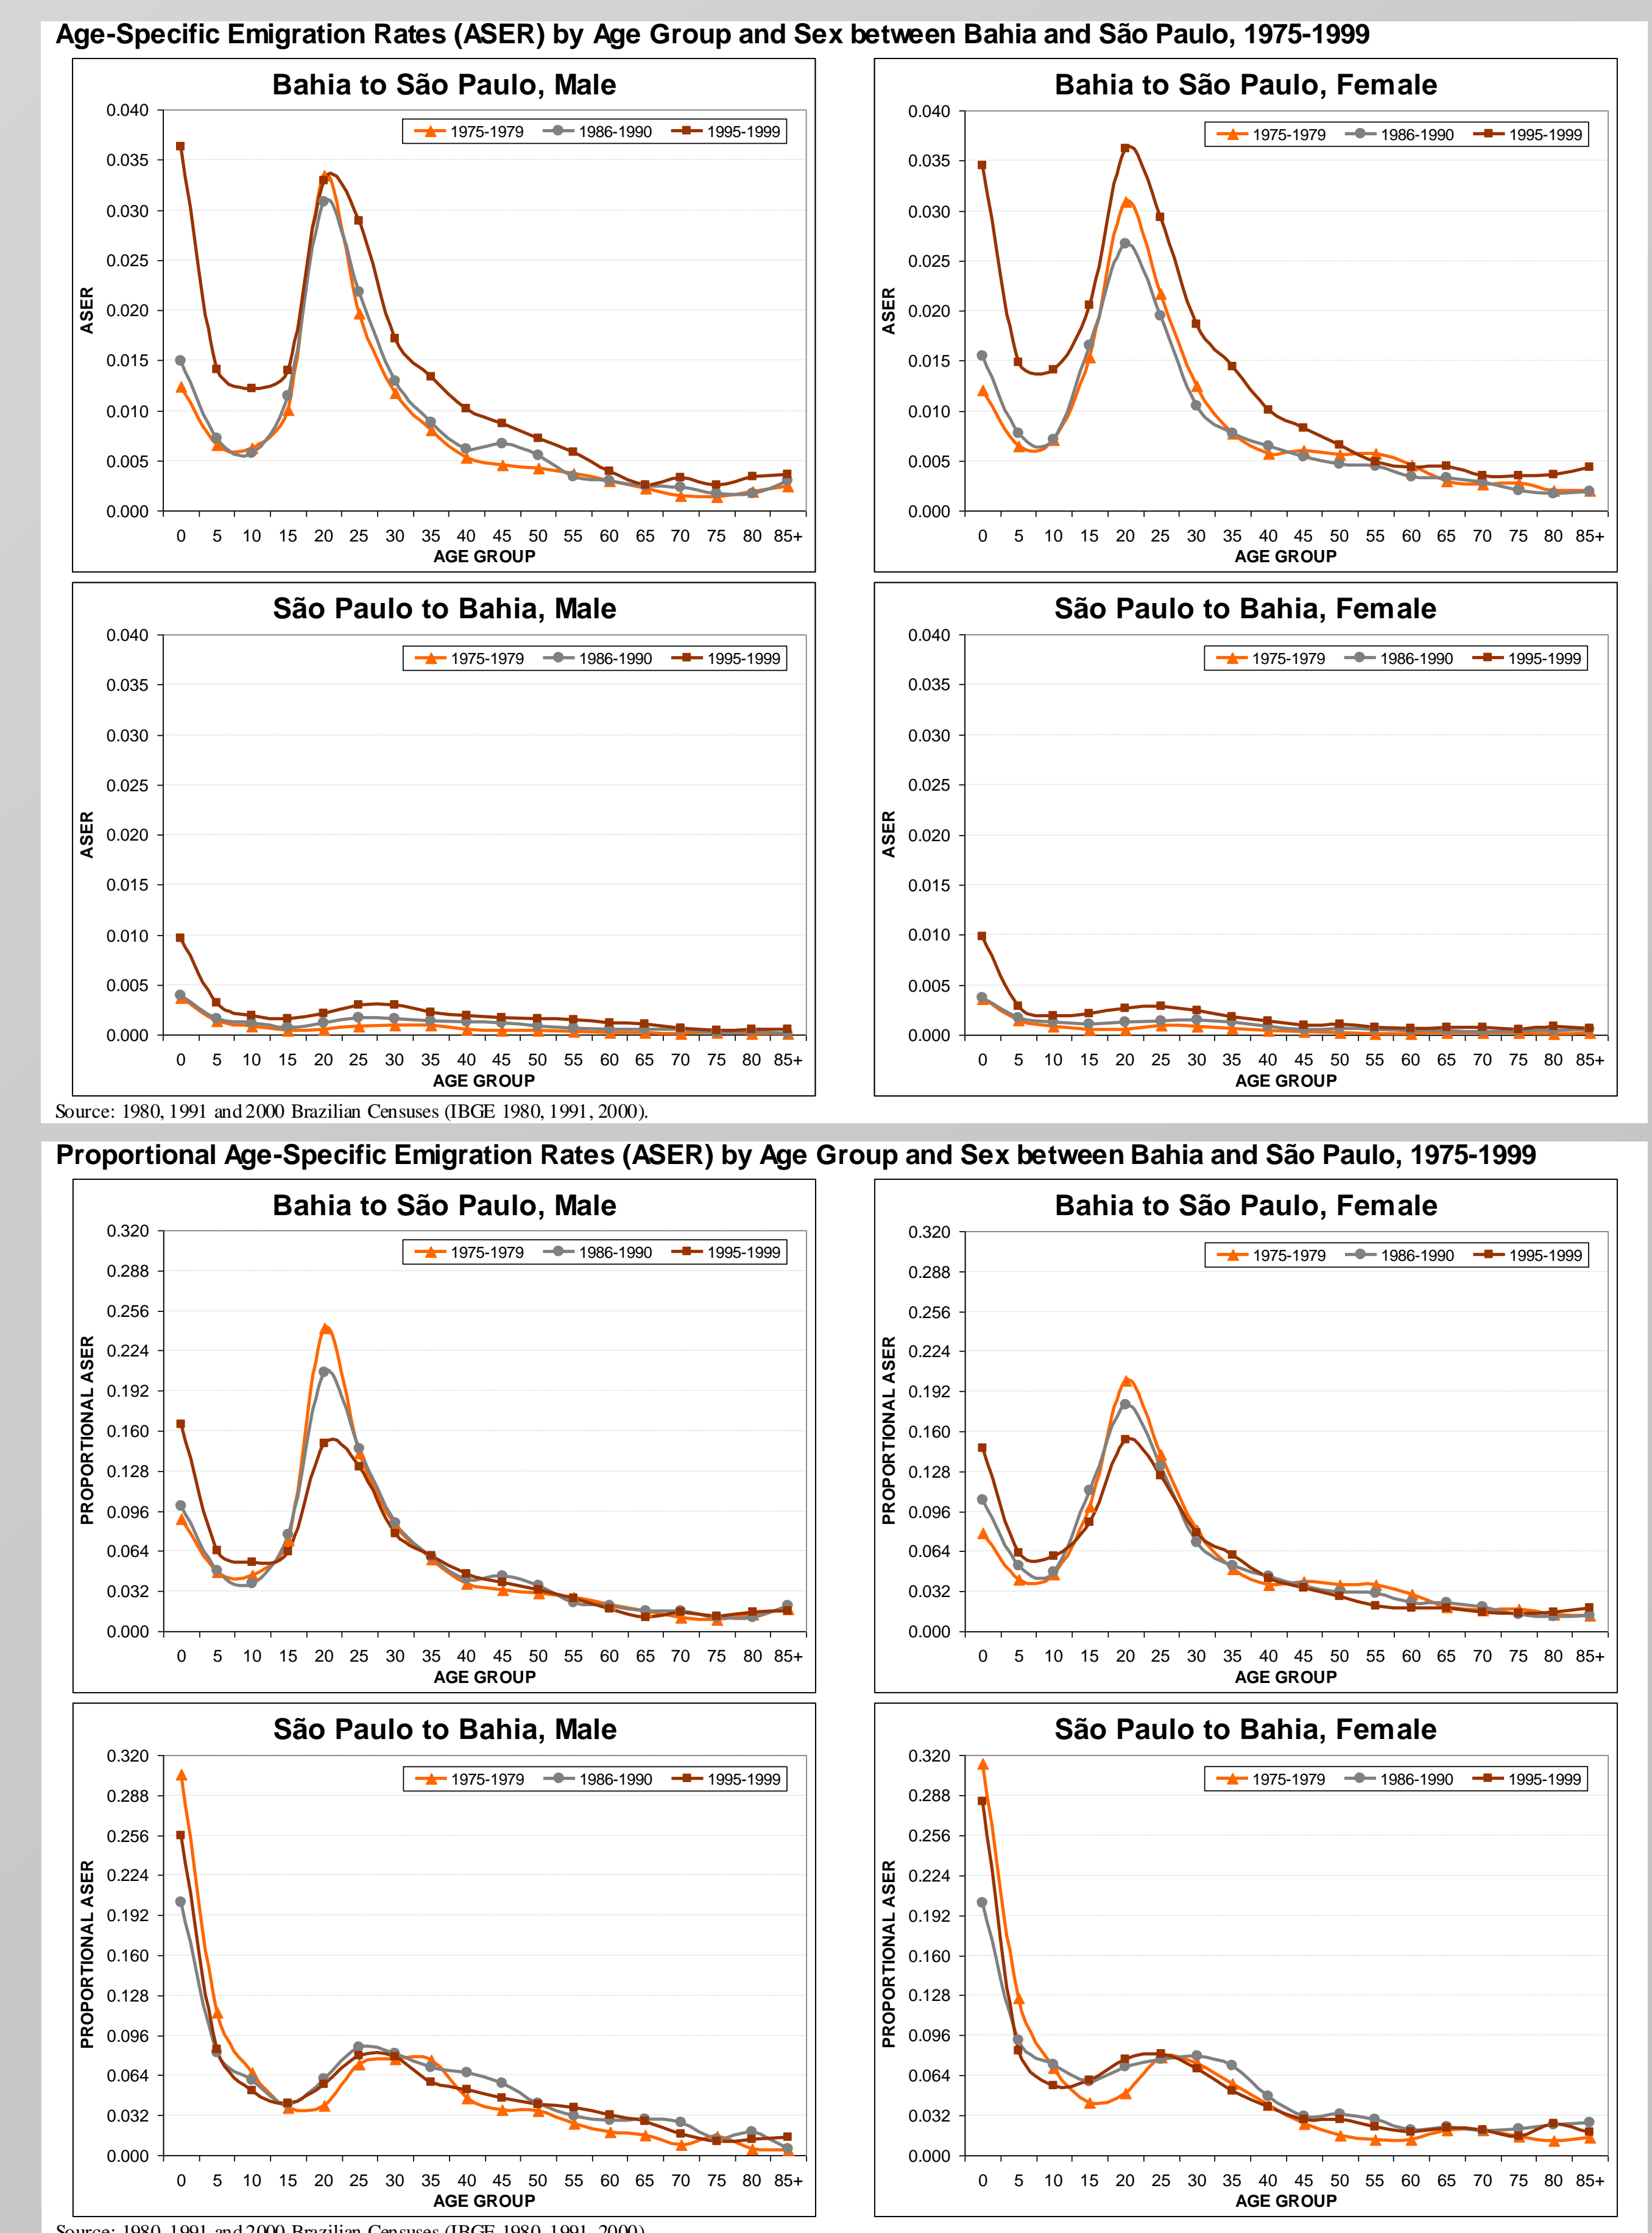 Age-Specific Emigration Rates (ASER) by Age Group and Sex between Bahia and São Paulo, 1975-1999
Bahia to São Paulo, Male
1975-1979 1986-1990 1995-1999
0.040
0.035
0.030
0.025
0.020
0.015
0.010
0.005
0.000
ASER
0 5 10 15 20 25 30 35 40 45 50 55 60 65 70 75 80 85+
AGE GROUP
Bahia to São Paulo, Female
1975-1979 1986-1990 1995-1999
0.040
0.035
0.030
0.025
0.020
0.015
0.010
0.005
0.000
ASER
0 5 10 15 20 25 30 35 40 45 50 55 60 65 70 75 80 85+
AGE GROUP
São Paulo to Bahia, Male
1975-1979 1986-1990 1995-1999
0.040
0.035
0.030
0.025
0.020
0.015
0.010
0.005
0.000
ASER
0 5 10 15 20 25 30 35 40 45 50 55 60 65 70 75 80 85+
AGE GROUP
São Paulo to Bahia, Female
1975-1979 1986-1990 1995-1999
0.040
0.035
0.030
0.025
0.020
0.015
0.010
0.005
0.000
ASER
0 5 10 15 20 25 30 35 40 45 50 55 60 65 70 75 80 85+
AGE GROUP
Source: 1980, 1991 and 2000 Brazilian Censuses (IBGE 1980, 1991, 2000).
Proportional Age-Specific Emigration Rates (ASER) by Age Group and Sex between Bahia and São Paulo, 1975-1999
Bahia to São Paulo, Male
1975-1979 1986-1990 1995-1999
0.320
0.288
0.256
0.224
0.192
0.160
0.128
0.096
0.064
0.032
0.000
PROPORTIONAL ASER
0 5 10 15 20 25 30 35 40 45 50 55 60 65 70 75 80 85+
AGE GROUP
Bahia to São Paulo, Female
1975-1979 1986-1990 1995-1999
0.320
0.288
0.256
0.224
0.192
0.160
0.128
0.096
0.064
0.032
0.000
PROPORTIONAL ASER
0 5 10 15 20 25 30 35 40 45 50 55 60 65 70 75 80 85+
AGE GROUP
São Paulo to Bahia, Male
1975-1979 1986-1990 1995-1999
0.320
0.288
0.256
0.224
0.192
0.160
0.128
0.096
0.064
0.032
0.000
PROPORTIONAL ASER
0 5 10 15 20 25 30 35 40 45 50 55 60 65 70 75 80 85+
AGE GROUP
São Paulo to Bahia, Female
1975-1979 1986-1990 1995-1999
0.320
0.288
0.256
0.224
0.192
0.160
0.128
0.096
0.064
0.032
0.000
PROPORTIONAL ASER
0 5 10 15 20 25 30 35 40 45 50 55 60 65 70 75 80 85+
AGE GROUP
Source: 1980, 1991 and 2000 Brazilian Censuses (IBGE 1980, 1991, 2000)